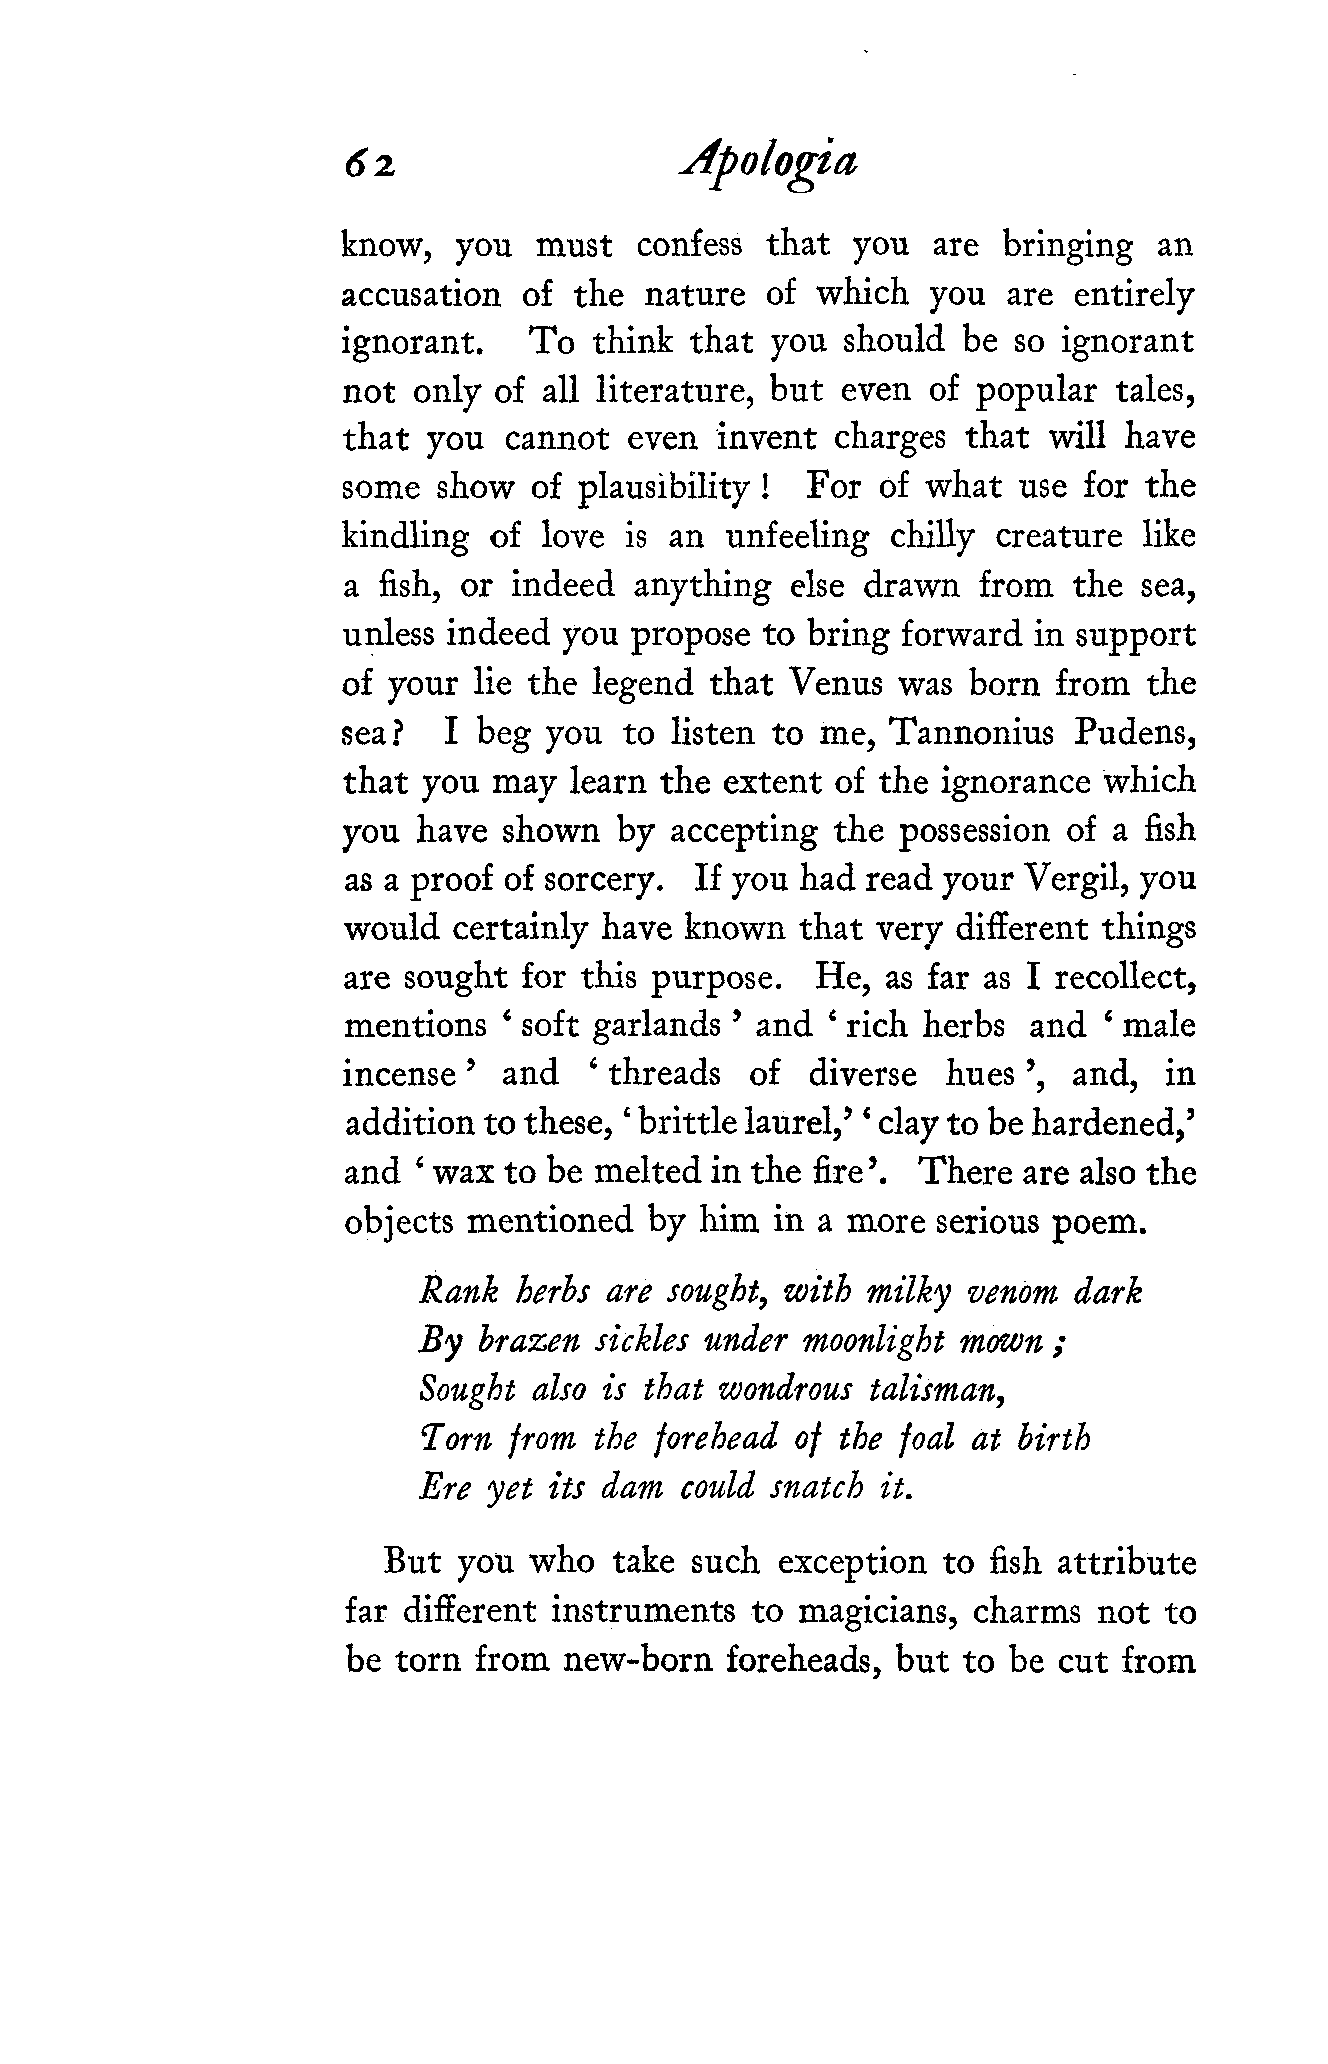 62 Apologia
know, you must confess that you are bringing an
accusation of the nature of which you are entirely
ignorant. To think that you should be so ignorant
not only of all literature, but even of popular tales,
that you cannot even invent charges that will have
some show of plausibility ! For of what use for the
kindling of love is an unfeeling chilly creature like
a fish, or indeed anything else drawn from the sea,
unless indeed you propose to bring forward in support
of your lie the legend that Venus was born from the
sea? I beg you to listen to me, Tannonius Pudens,
that you may learn the extent of the ignorance which
you have shown by accepting the possession of a fish
as a proof of sorcery. If you had read your Vergil, you
would certainly have known that very different things
are sought for this purpose. He, as far as I recollect,
mentions ‘ soft garlands ’ and ‘ rich herbs and ‘ male
incense ’ and ‘ threads of diverse hues ’, and, in
addition to these, ‘ brittle laurel,’ ‘ clay to be hardened,’
and ‘ wax to be melted in the fire’. There are also the
objects mentioned by him in a more serious poem.
Rank herbs are sought, with milky venom dark
By brazen sickles under moonlight mown ;
Sought also is that wondrous talisman,
Torn from the forehead of the foal at birth
Ere yet its dam could snatch it.
But you who take such exception to fish attribute
far different instruments to magicians, charms not to
be torn from new-born foreheads, but to be cut from